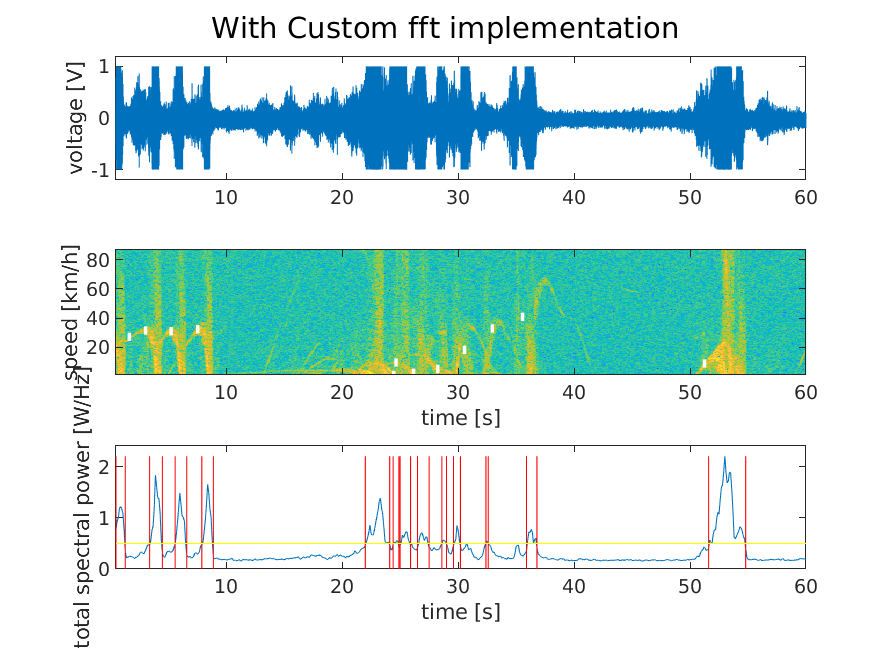 With Custom fft implementation
voltage [V]
1
0
-1
10 20 30 40 50 60
speed [km/h]
80
60
40
20
10 20 30 40 50 60
time [s]
total spectral power [W/Hz]
2
1
0
10 20 30 40 50 60
time [s]